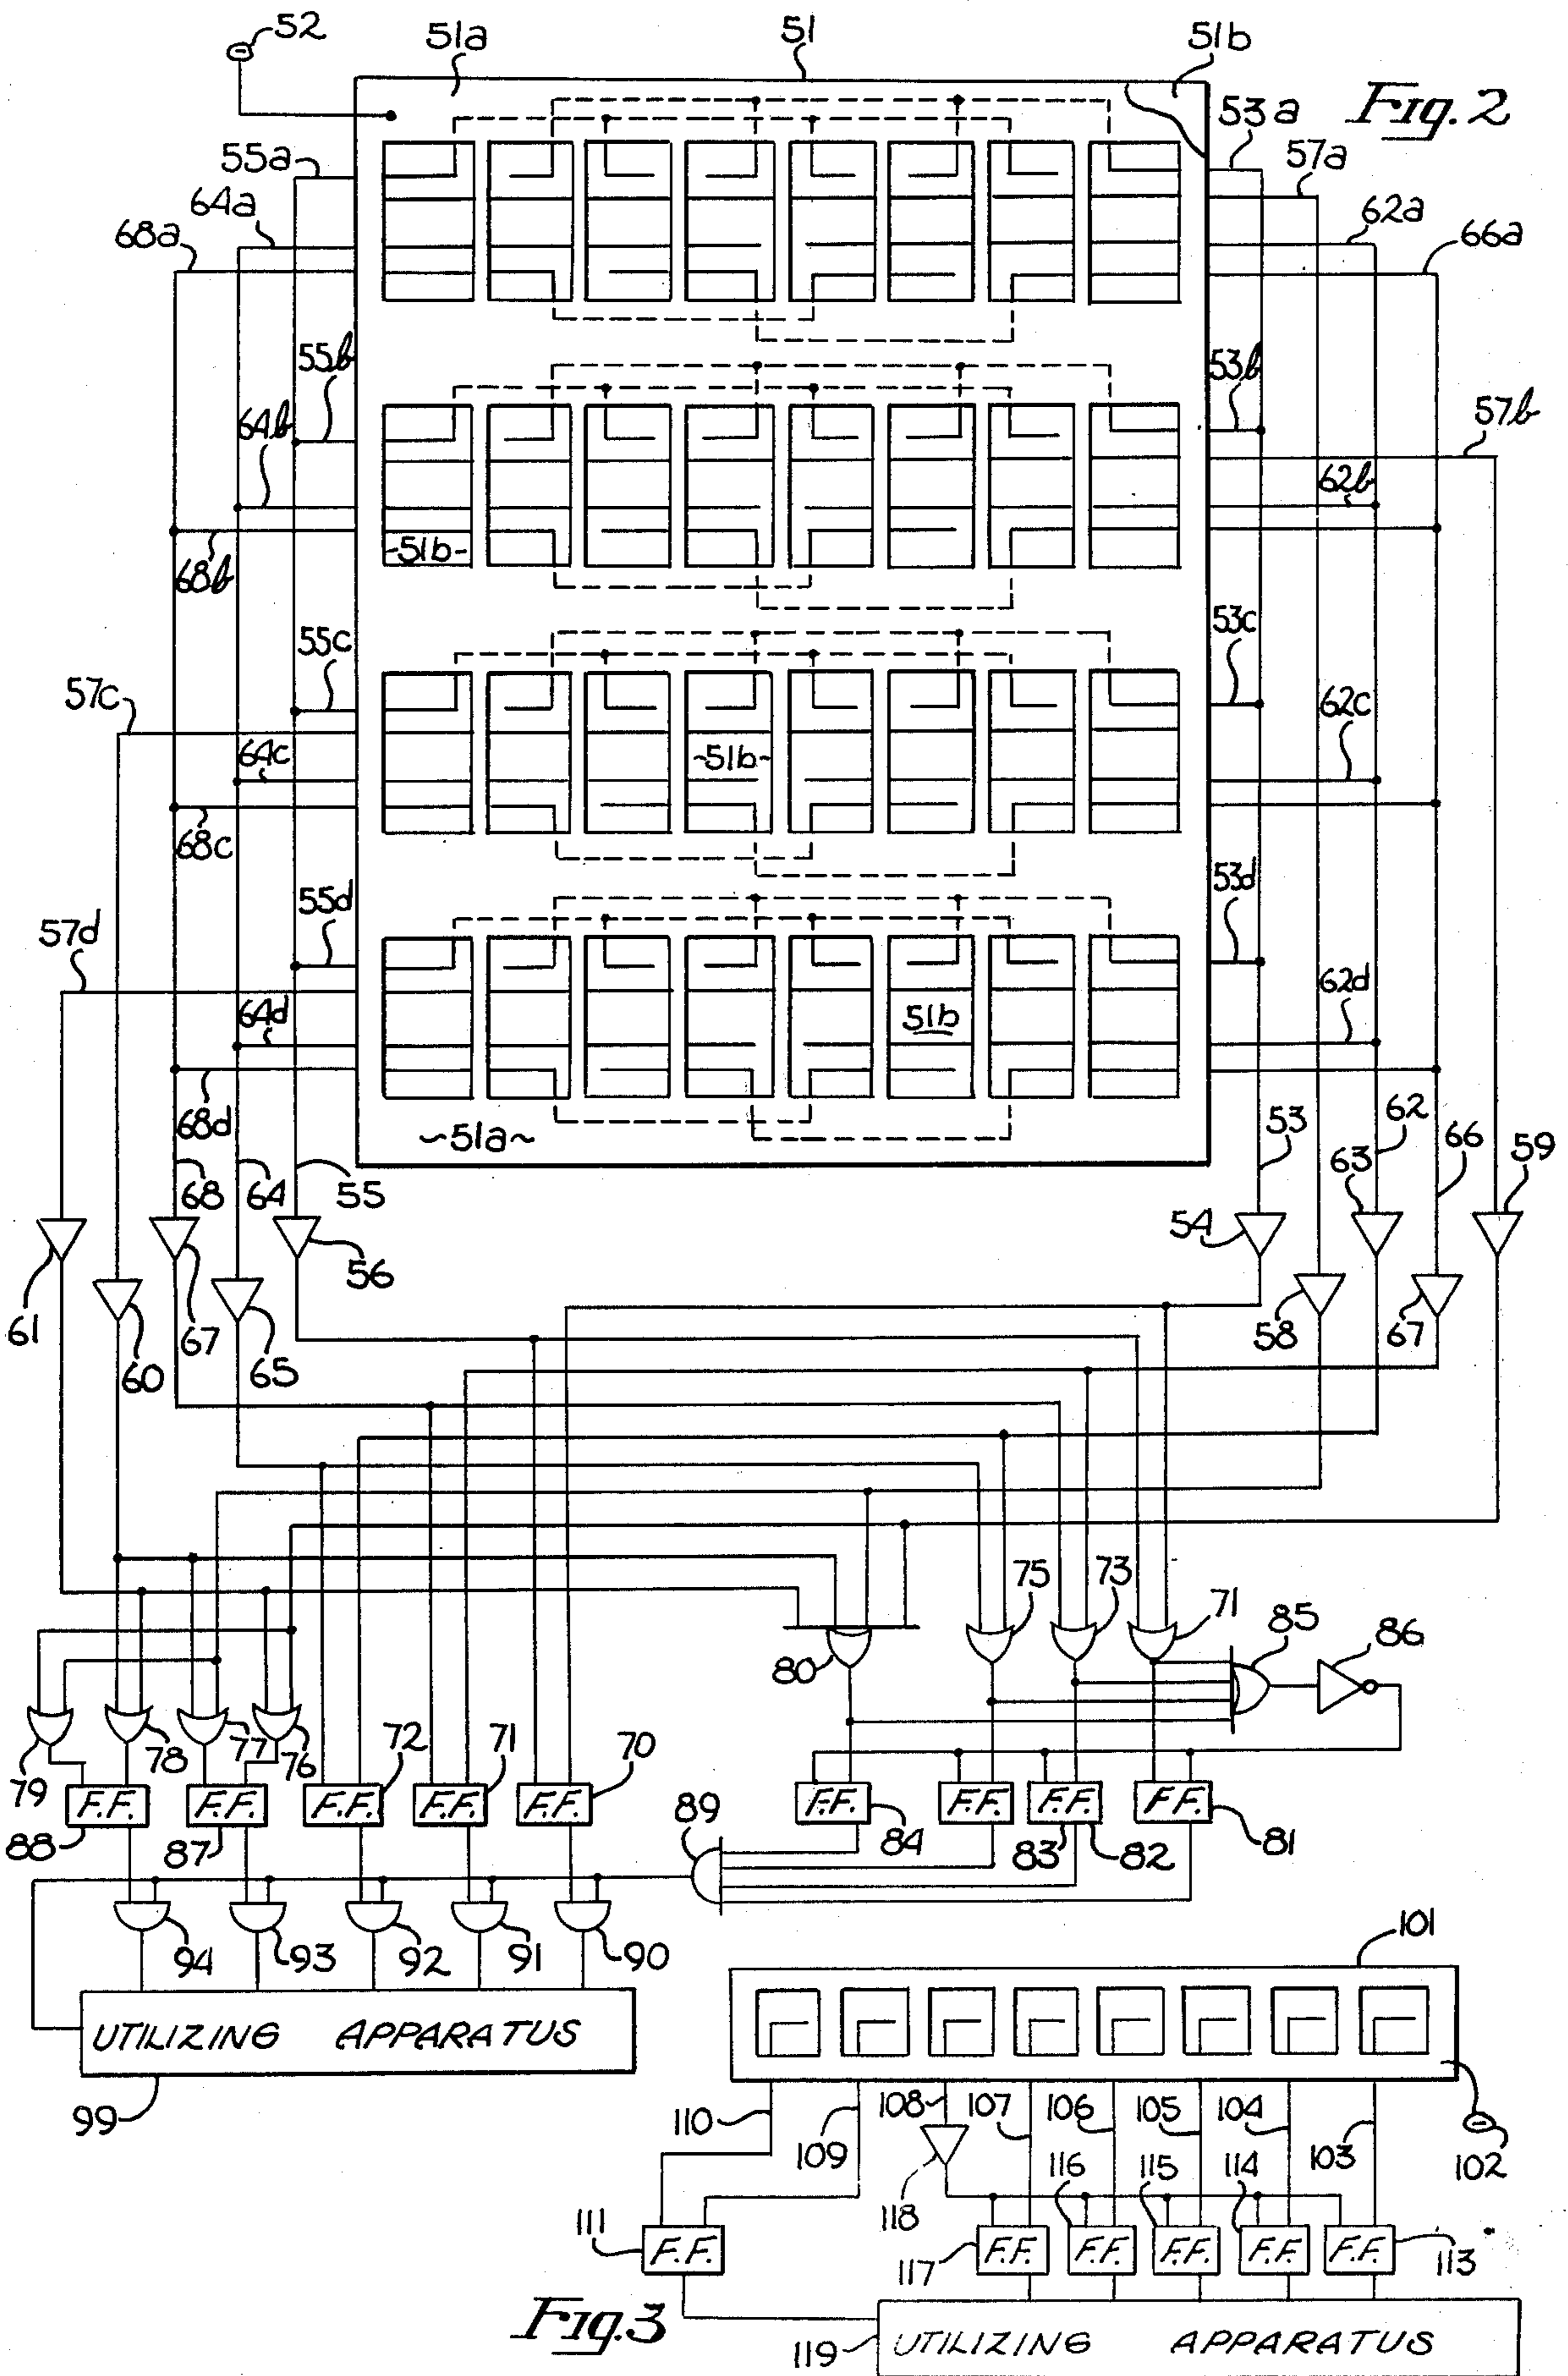 52
51a
51
51b
Fig. 2
53a
57a
55a
64a
62a
68a
66a
55b
53b
64b
57b
62b
-51b-
68b
55c
53c
57c
62c
64c
-51b-
68c
55d
53d
57d
62d
64d
51b
68d
~51a~
53
62
68
64
55
63
66
59
54
56
61
67
65
60
58
67
75
73
71
85
86
80
79
78
77
76
72
71
70
F.F.
F.F.
F.F.
F.F.
F.F.
F.F.
F.F.
F.F.
F.F.
88
87
89
84
83
82
81
94
93
92
91
90
101
UTILIZING APPARATUS
99
110
109
108
107
106
105
104
103
102
118
116
115
114
111
F.F.
F.F.
F.F.
F.F.
F.F.
F.F.
117
113
Fig. 3
119
UTILIZING APPARATUS